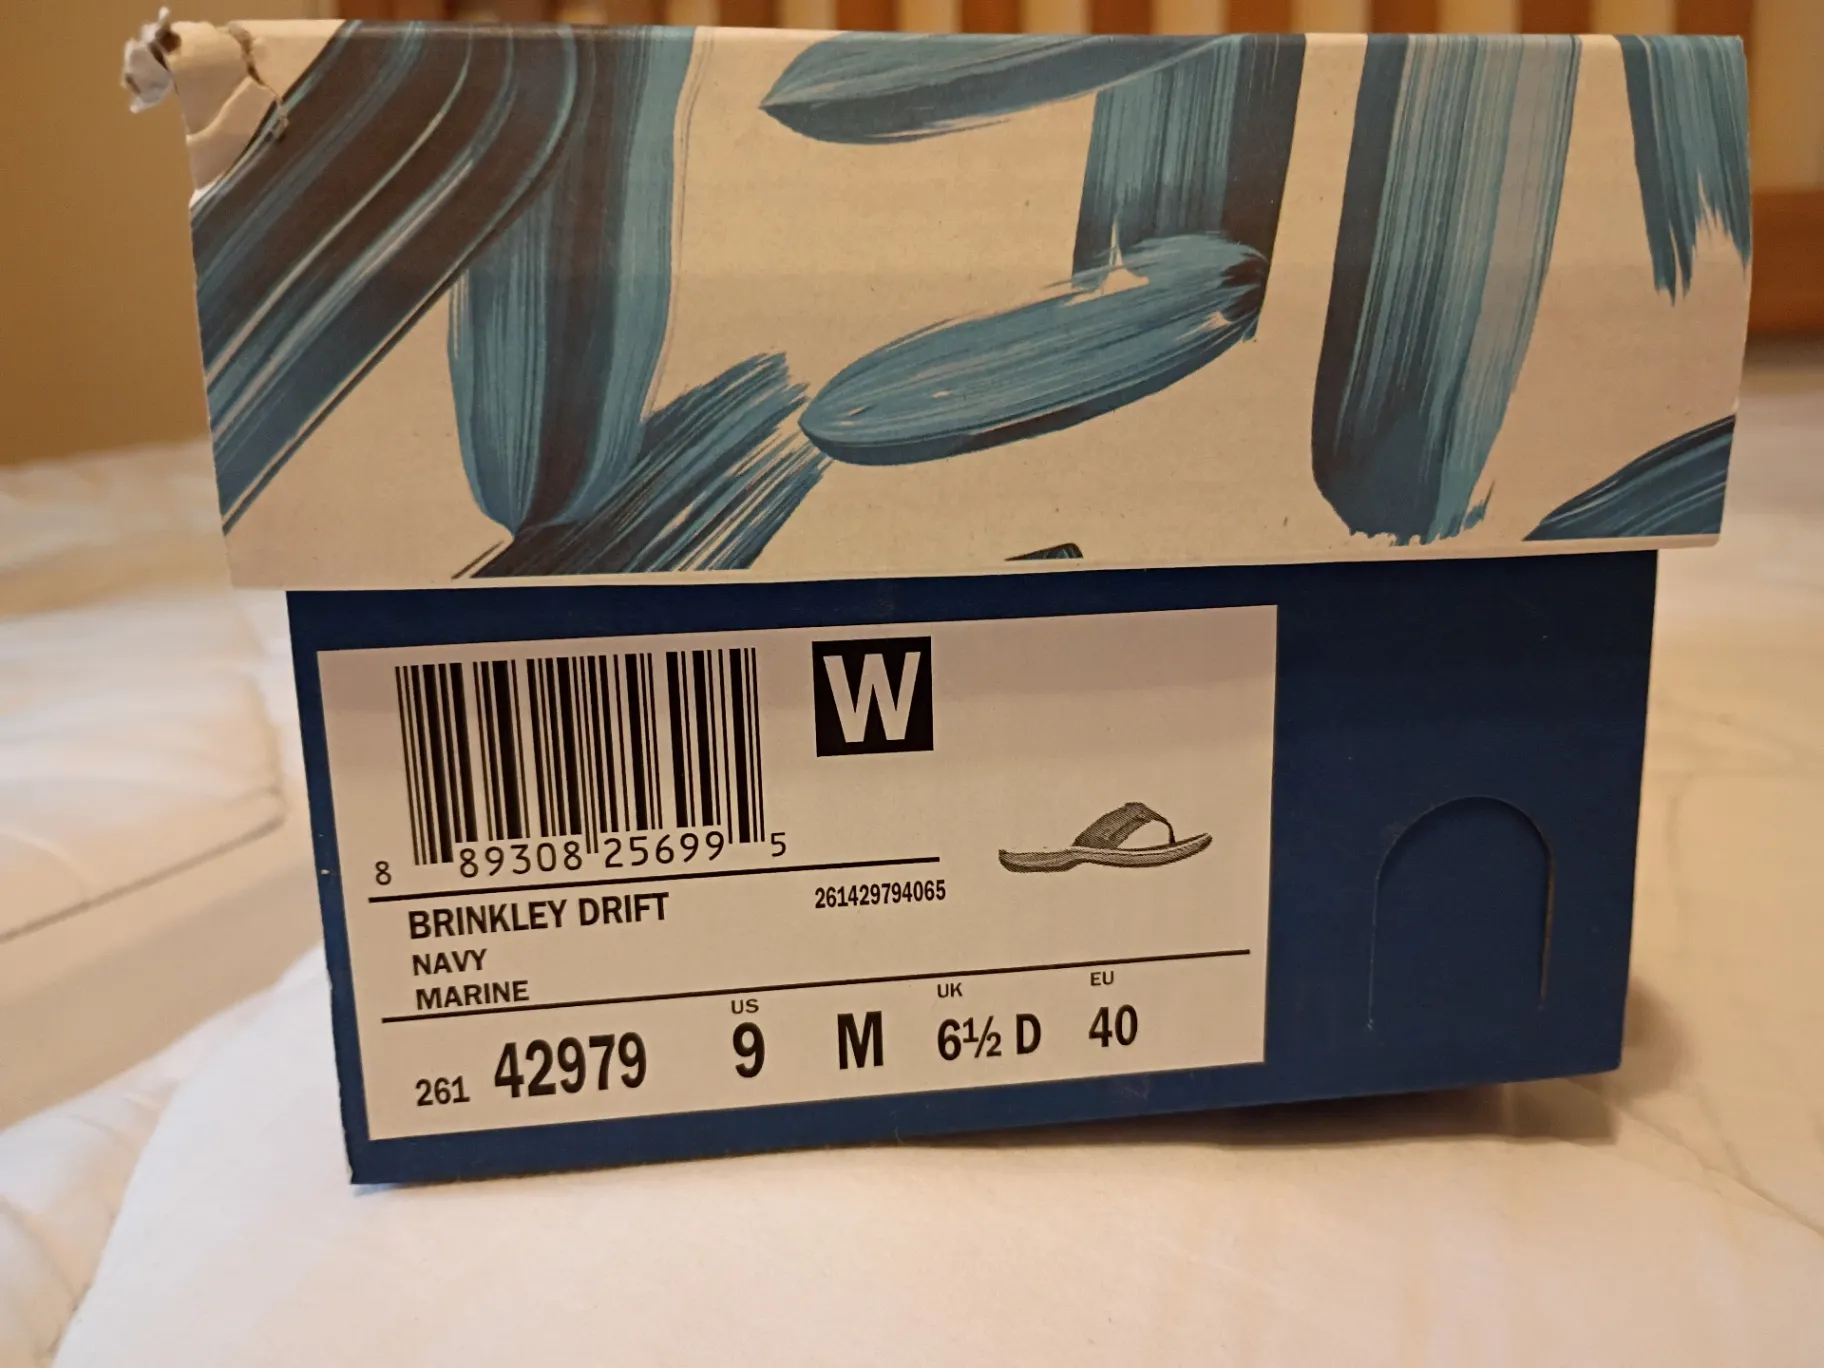 W
8 89308 25699 5
BRINKLEY DRIFT 261429794065
NAVY
MARINE
US UK EU
261 42979 9 M 6½ D 40